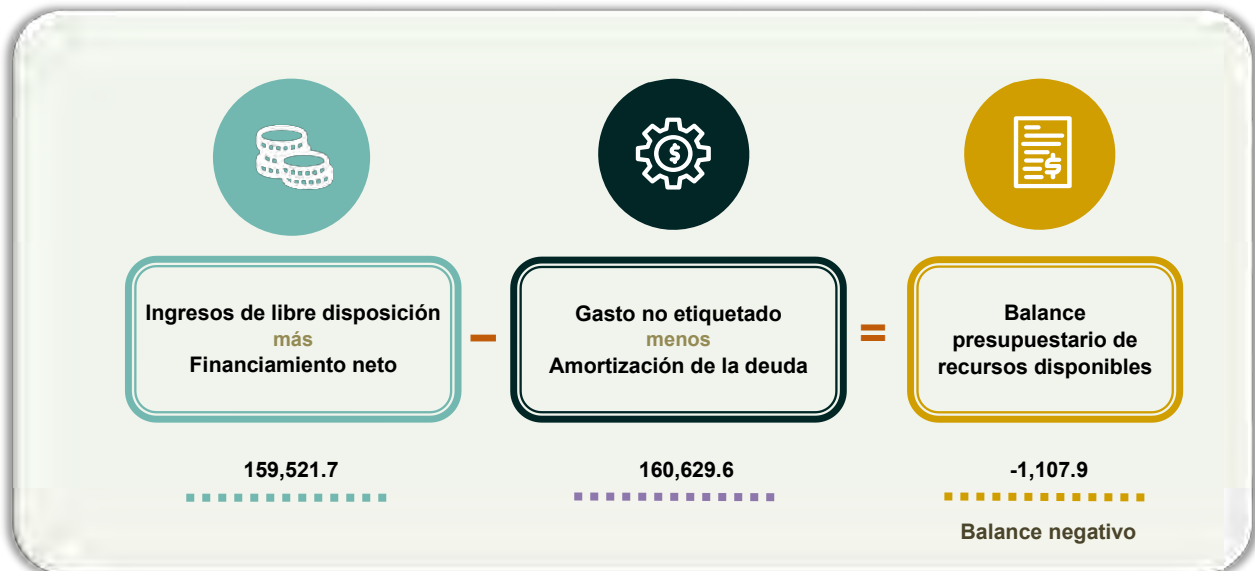 Ingresos de libre disposición
más
Financiamiento neto
−
Gasto no etiquetado
menos
Amortización de la deuda
=
Balance
presupuestario de
recursos disponibles
159,521.7
160,629.6
-1,107.9
Balance negativo